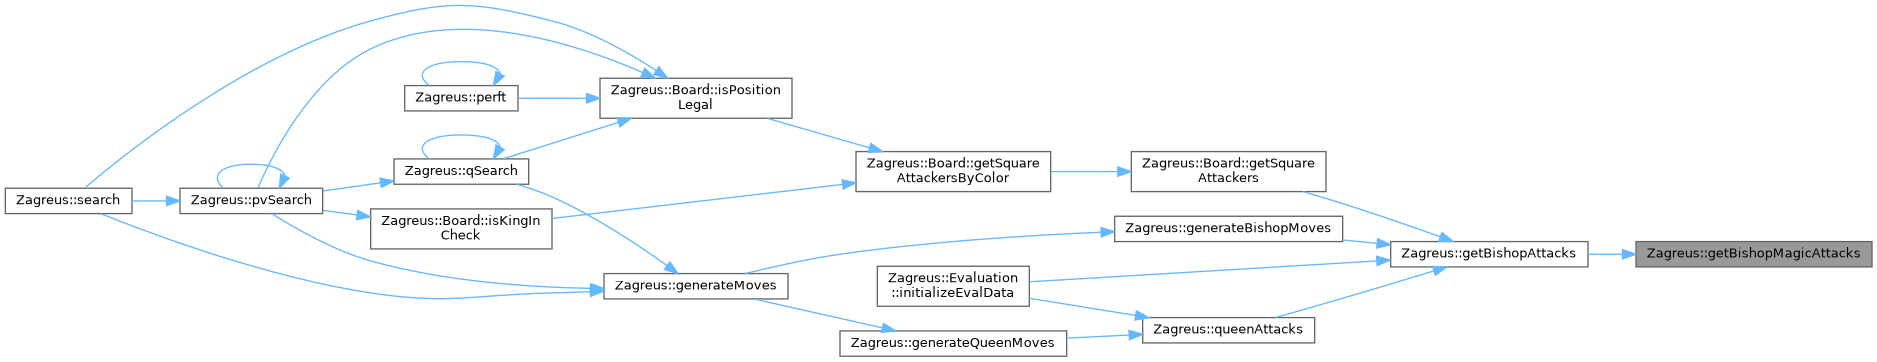 Zagreus::search
Zagreus::pvSearch
Zagreus::perft
Zagreus::qSearch
Zagreus::Board::isKingIn
Check
Zagreus::Board::isPosition
Legal
Zagreus::generateMoves
Zagreus::Board::getSquare
AttackersByColor
Zagreus::Evaluation
::initializeEvalData
Zagreus::generateQueenMoves
Zagreus::Board::getSquare
Attackers
Zagreus::generateBishopMoves
Zagreus::queenAttacks
Zagreus::getBishopAttacks
Zagreus::getBishopMagicAttacks